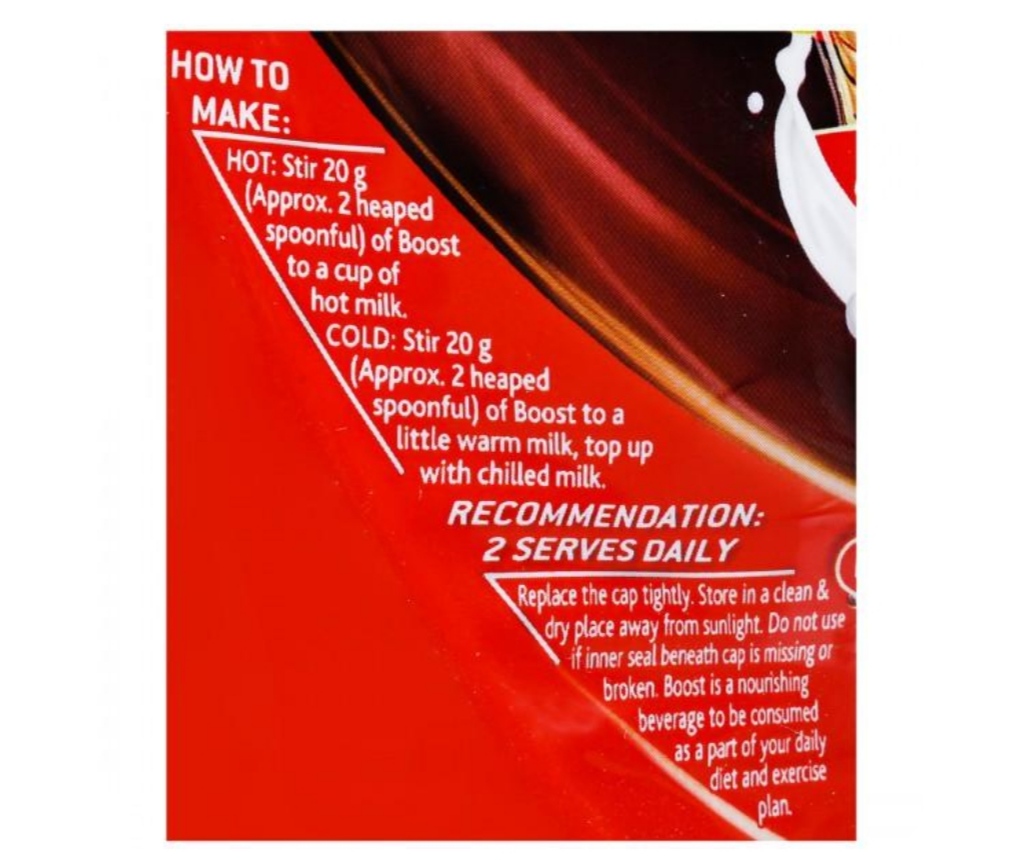 HOW TO
MAKE:
HOT: Stir 20 g
(Approx. 2 heaped
spoonful) of Boost
to a cup of
hot milk.
COLD: Stir 20 g
(Approx. 2 heaped
spoonful) of Boost to a
little warm milk, top up
with chilled milk.
RECOMMENDATION:
2 SERVES DAILY
Replace the cap tightly. Store in a clean &
dry place away from sunlight. Do not use
if inner seal beneath cap is missing or
broken. Boost is a nourishing
beverage to be consumed
as a part of your daily
diet and exercise
plan.